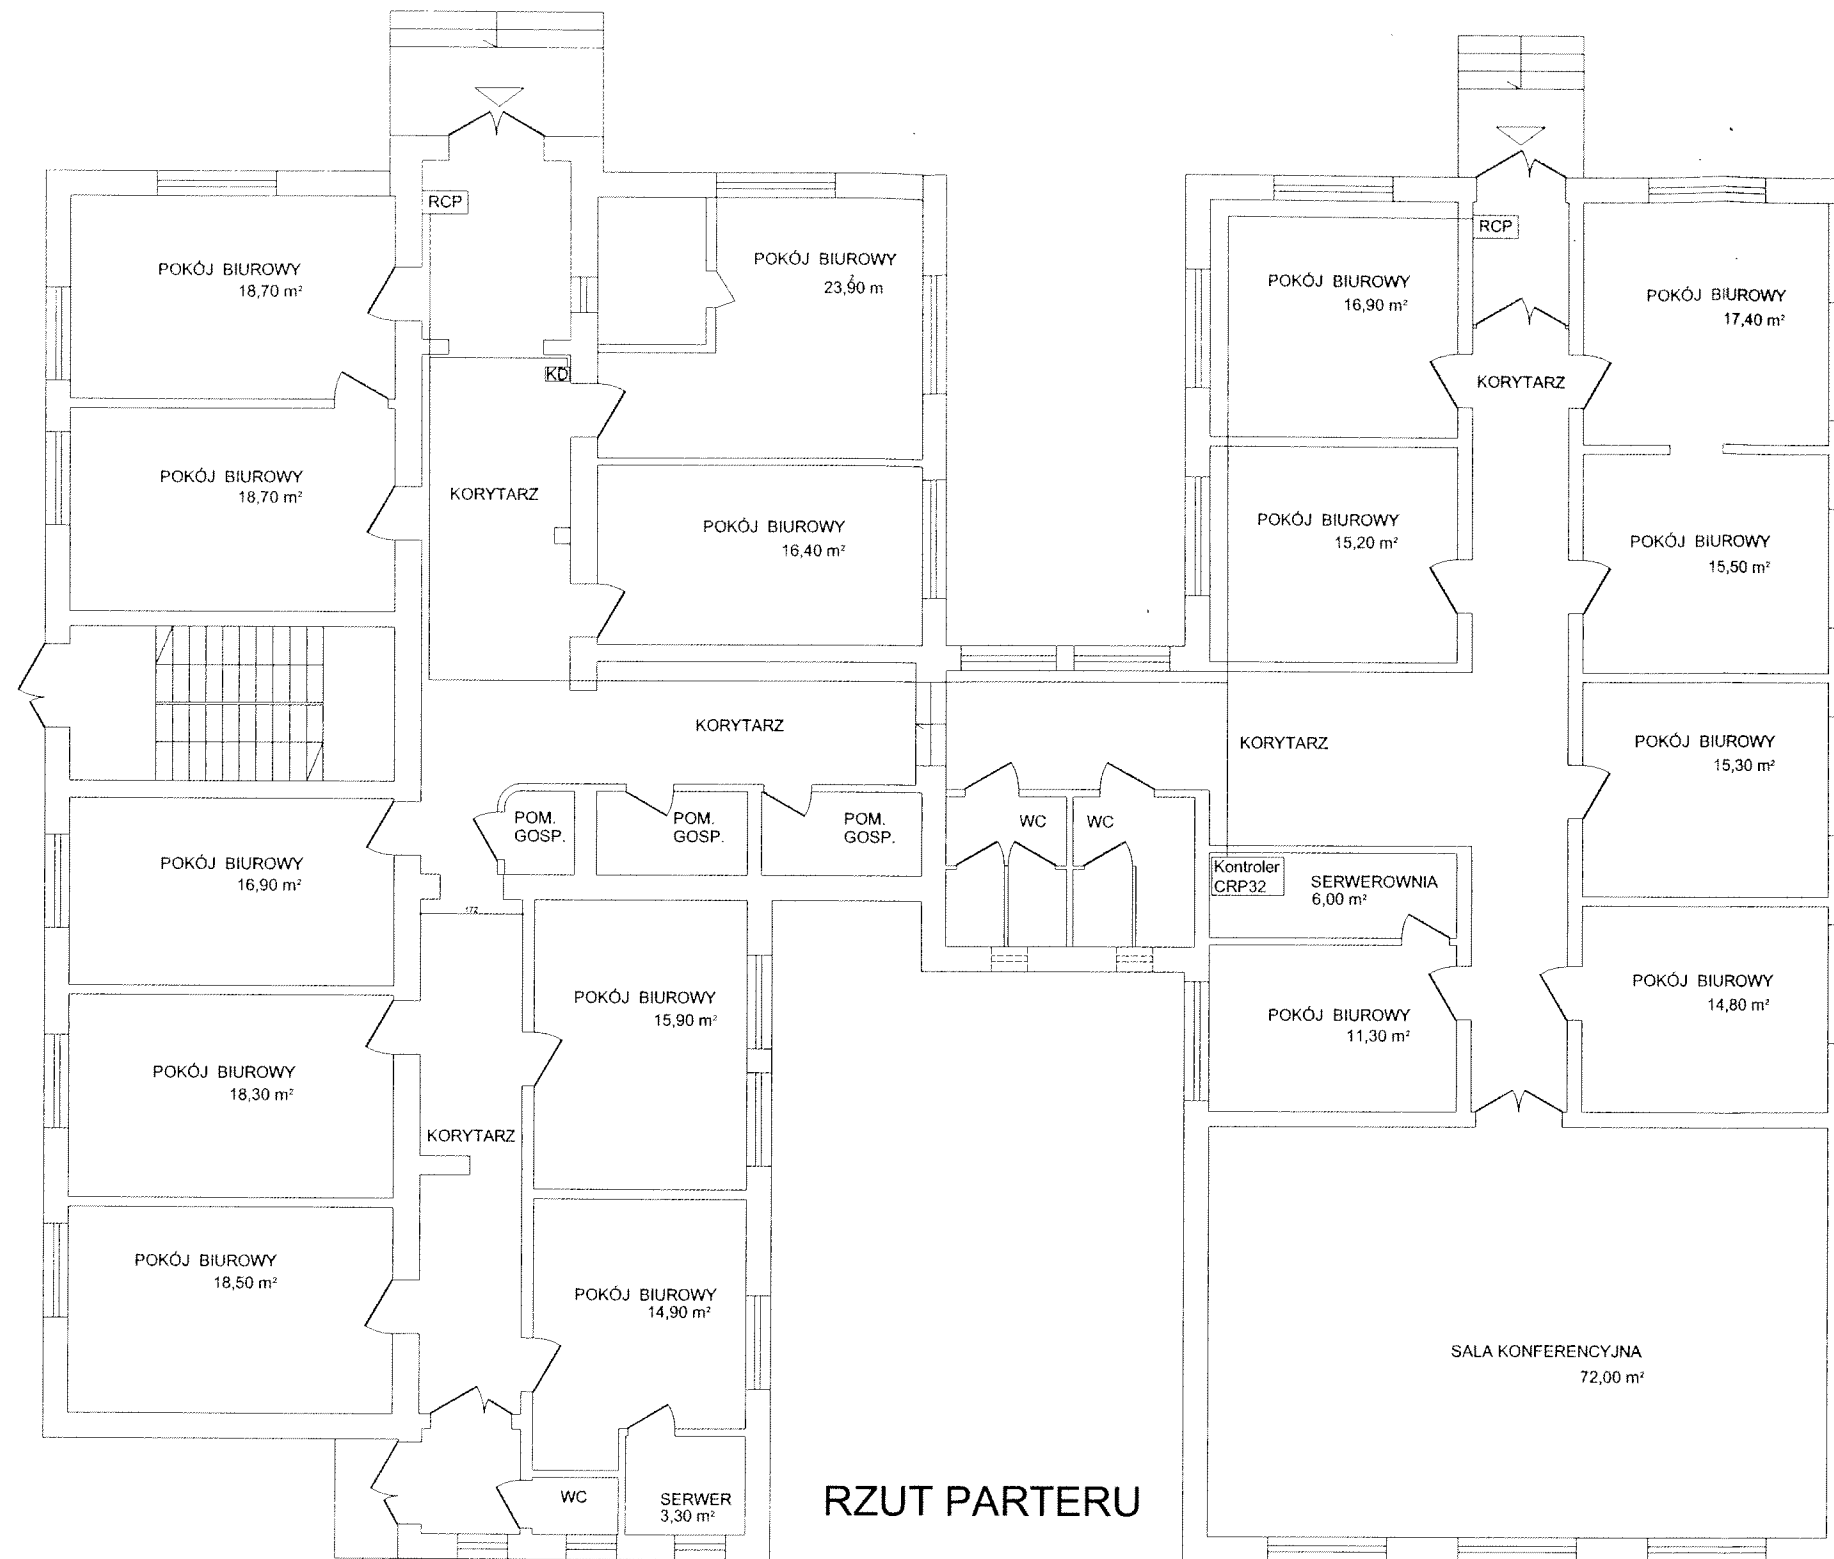 RCP
POKÓJ BIUROWY
18,70 m²
POKÓJ BIUROWY
23,90 m²
KD
POKÓJ BIUROWY
18,70 m²
KORYTARZ
POKÓJ BIUROWY
16,40 m²
RCP
POKÓJ BIUROWY
16,90 m²
POKÓJ BIUROWY
17,40 m²
KORYTARZ
POKÓJ BIUROWY
15,20 m²
POKÓJ BIUROWY
15,50 m²
KORYTARZ
KORYTARZ
POKÓJ BIUROWY
15,30 m²
POM.
GOSP.
POM.
GOSP.
POM.
GOSP.
WC
WC
Kontroler
CRP32
SERWEROWNIA
6,00 m²
POKÓJ BIUROWY
16,90 m²
172
POKÓJ BIUROWY
15,90 m²
POKÓJ BIUROWY
11,30 m²
POKÓJ BIUROWY
14,80 m²
POKÓJ BIUROWY
18,30 m²
KORYTARZ
POKÓJ BIUROWY
18,50 m²
POKÓJ BIUROWY
14,90 m²
SALA KONFERENCYJNA
72,00 m²
WC
SERWER
3,30 m²
RZUT PARTERU